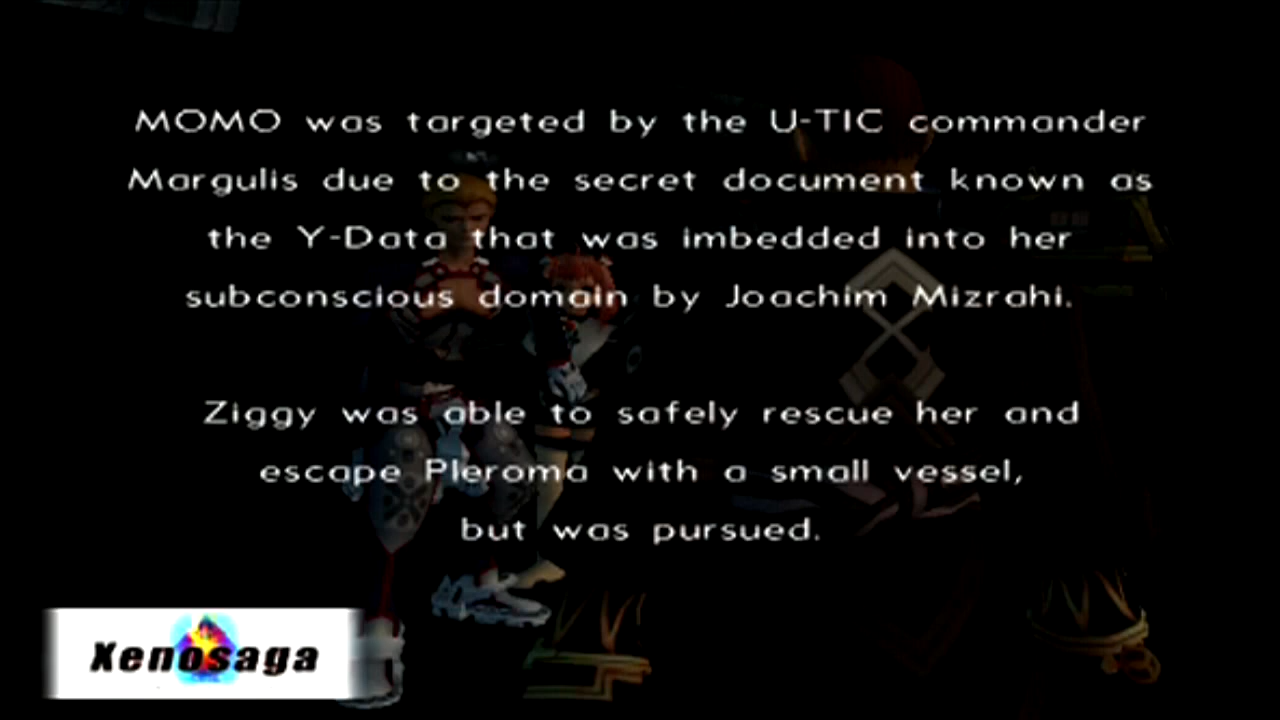 MOMO was targeted by the U-TIC commander
Margulis due to the secret document known as
the Y-Data that was imbedded into her
subconscious domain by Joachim Mizrahi.
Ziggy was able to safely rescue her and
escape Pleroma with a small vessel,
but was pursued.
Xenosaga